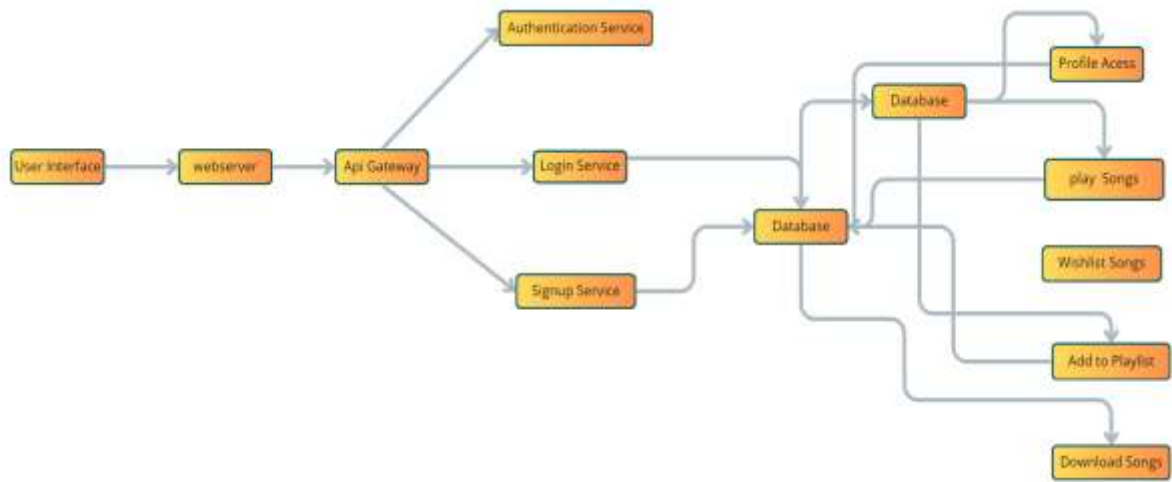 Authentication Service
Profile Acess
Database
User Interface
webserver
Api Gateway
Login Service
play Songs
Database
Wishlist Songs
Signup Service
Add to Playlist
Download Songs